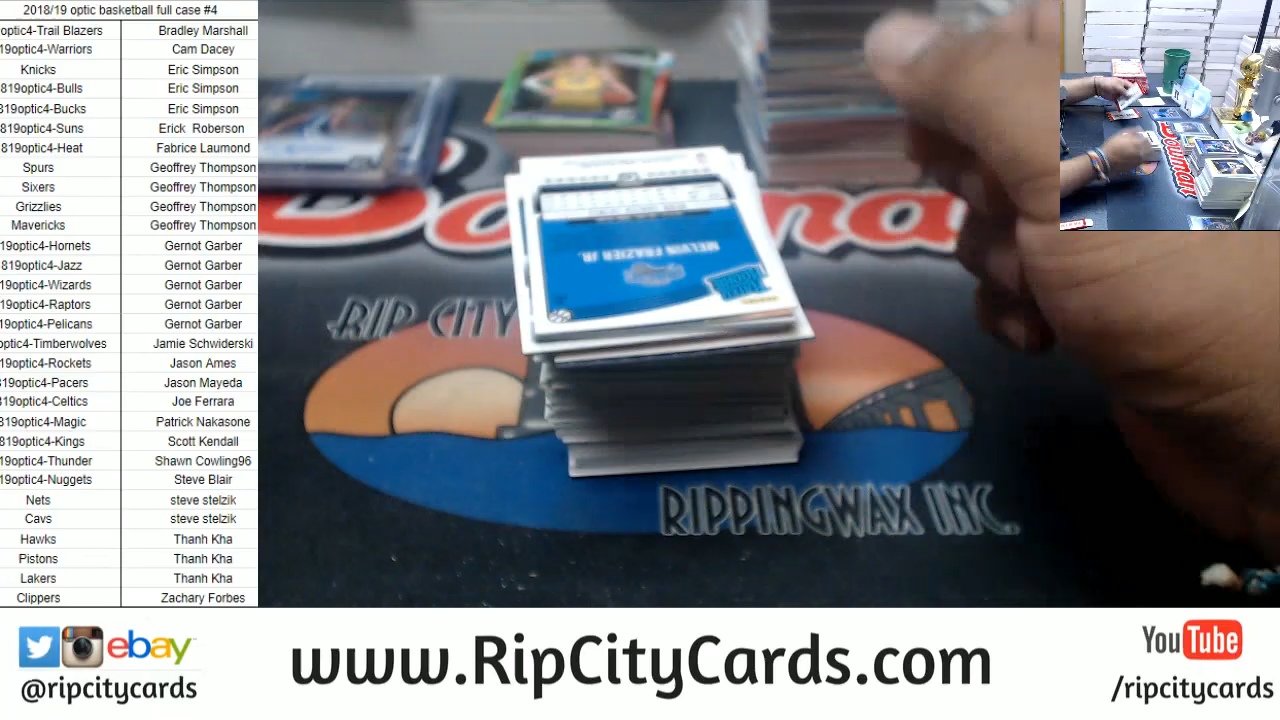 2018/19 optic basketball full case #4
optic4-Trail Blazers Bradley Marshall
19optic4-Warriors Cam Dacey
Knicks Eric Simpson
819optic4-Bulls Eric Simpson
819optic4-Bucks Eric Simpson
819optic4-Suns Erick Roberson
819optic4-Heat Fabrice Laumond
Spurs Geoffrey Thompson
Sixers Geoffrey Thompson
Grizzlies Geoffrey Thompson
Mavericks Geoffrey Thompson
19optic4-Hornets Gernot Garber
819optic4-Jazz Gernot Garber
19optic4-Wizards Gernot Garber
19optic4-Raptors Gernot Garber
19optic4-Pelicans Gernot Garber
optic4-Timberwolves Jamie Schwiderski
19optic4-Rockets Jason Ames
819optic4-Pacers Jason Mayeda
819optic4-Celtics Joe Ferrara
819optic4-Magic Patrick Nakasone
819optic4-Kings Scott Kendall
19optic4-Thunder Shawn Cowling96
19optic4-Nuggets Steve Blair
Nets steve stelzik
Cavs steve stelzik
Hawks Thanh Kha
Pistons Thanh Kha
Lakers Thanh Kha
Clippers Zachary Forbes
MELVIN FRAZIER JR.
RIP CITY
RIPPINGWAX INC.
ebay
@ripcitycards
www.RipCityCards.com
YouTube
/ripcitycards